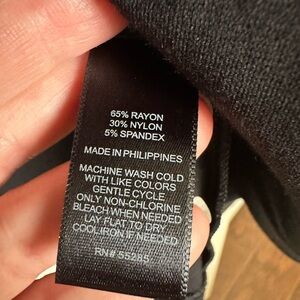 65% RAYON
30% NYLON
5% SPANDEX
MADE IN PHILIPPINES
MACHINE WASH COLD
WITH LIKE COLORS
GENTLE CYCLE
ONLY NON-CHLORINE
BLEACH WHEN NEEDED
LAY FLAT TO DRY
COOL IRON IF NEEDED
RN# 55285